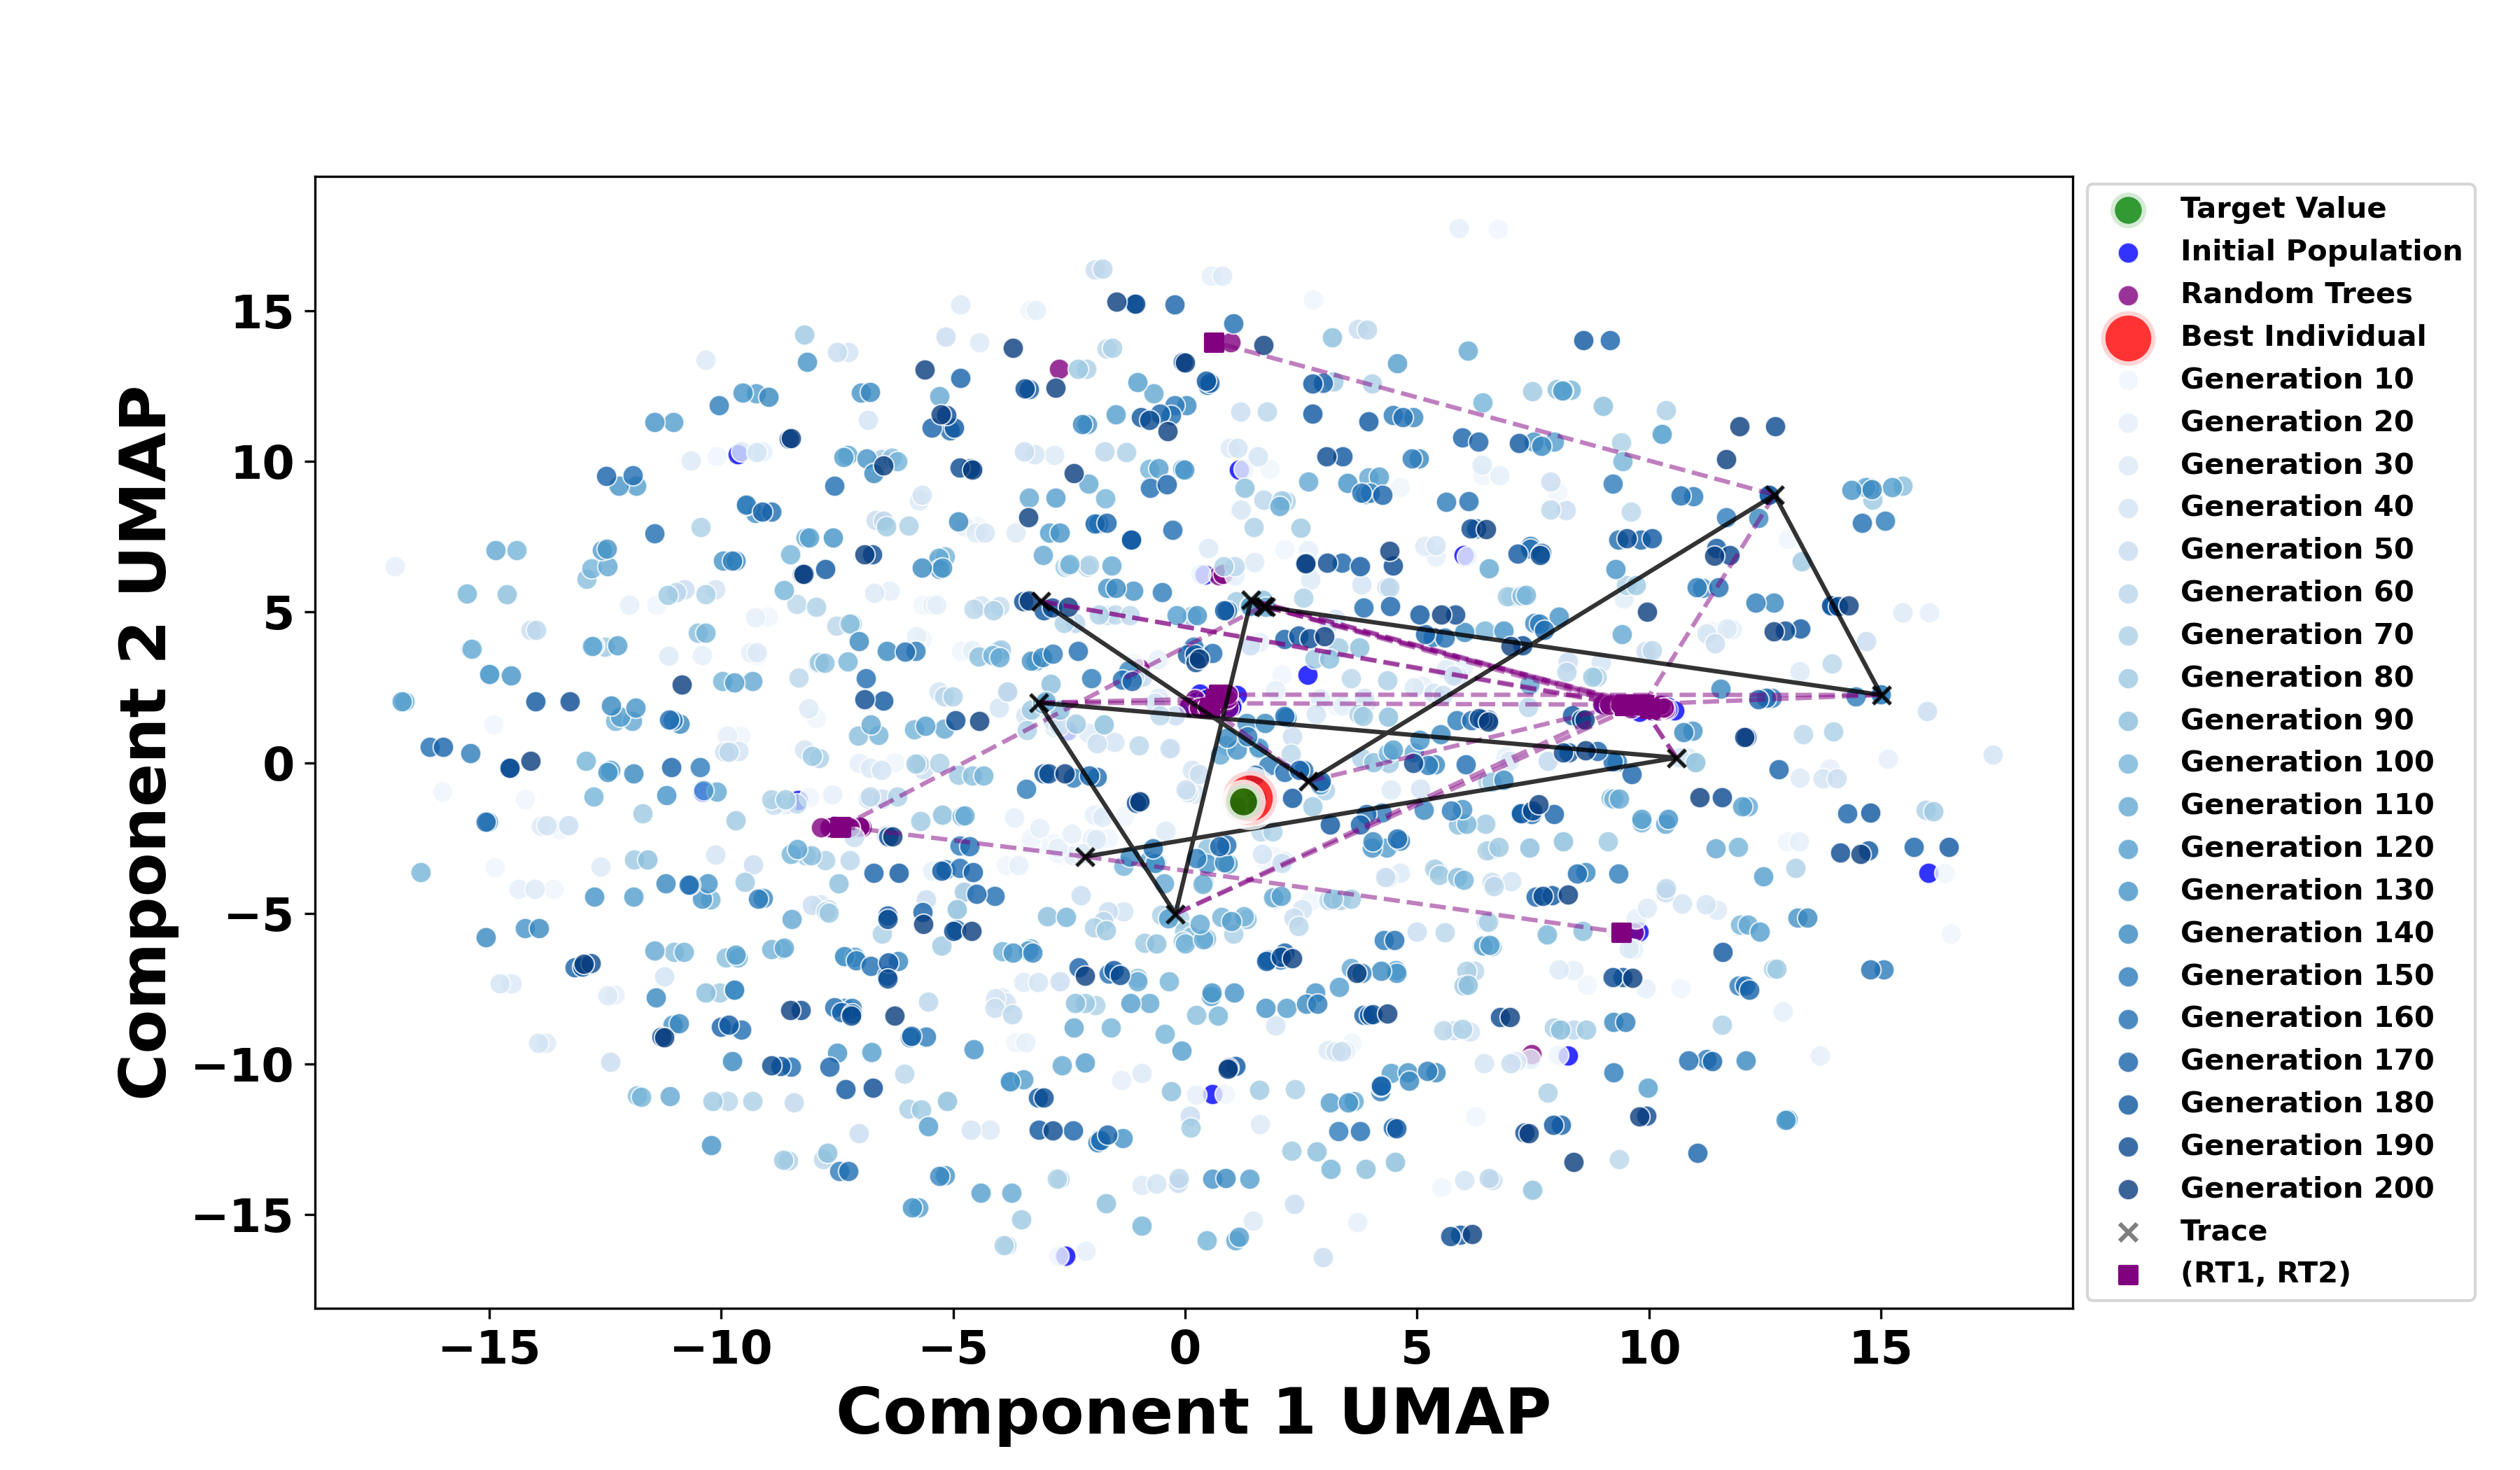 Component 2 UMAP
15
10
5
0
−5
−10
−15
−15
−10
−5
0
5
10
15
Component 1 UMAP
Target Value
Initial Population
Random Trees
Best Individual
Generation 10
Generation 20
Generation 30
Generation 40
Generation 50
Generation 60
Generation 70
Generation 80
Generation 90
Generation 100
Generation 110
Generation 120
Generation 130
Generation 140
Generation 150
Generation 160
Generation 170
Generation 180
Generation 190
Generation 200
Trace
(RT1, RT2)